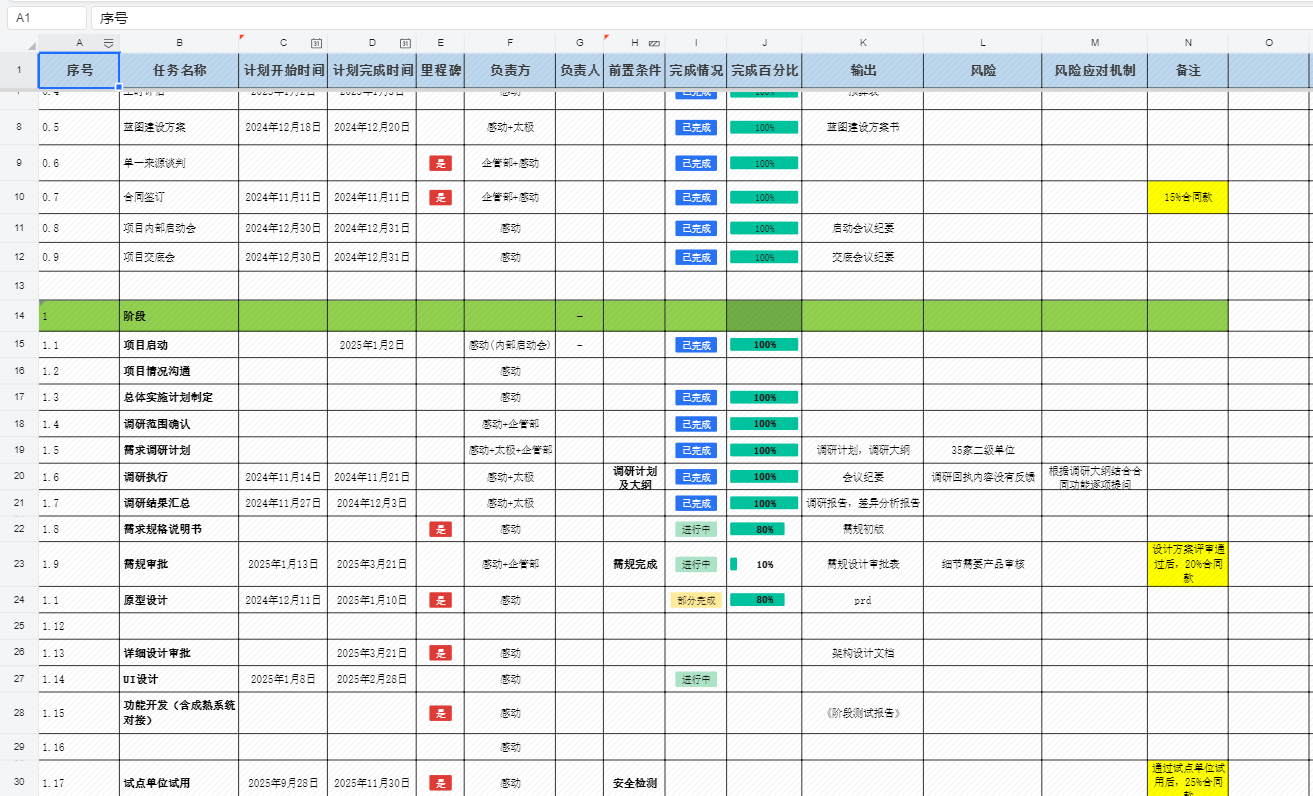 A1 序号
A B C D E F G H I J K L M N O
1 序号 任务名称 计划开始时间 计划完成时间 里程碑 负责方 负责人 前置条件 完成情况 完成百分比 输出 风险 风险应对机制 备注
8 0.5 蓝图建设方案 2024年12月18日 2024年12月20日 感动+太极 已完成 100% 蓝图建设方案书
9 0.6 单一来源谈判 是 企管部+感动 已完成 100%
10 0.7 合同签订 2024年11月11日 2024年11月11日 是 企管部+感动 已完成 100% 15%合同款
11 0.8 项目内部启动会 2024年12月30日 2024年12月31日 感动 已完成 100% 启动会议纪要
12 0.9 项目交底会 2024年12月30日 2024年12月31日 感动 已完成 100% 交底会议纪要
13
14 1 阶段 —
15 1.1 项目启动 2025年1月2日 感动(内部启动会) - 已完成 100%
16 1.2 项目情况沟通 感动
17 1.3 总体实施计划制定 感动 已完成 100%
18 1.4 调研范围确认 感动+企管部 已完成 100%
19 1.5 需求调研计划 感动+太极+企管部 已完成 100% 调研计划，调研大纲 35家二级单位
20 1.6 调研执行 2024年11月14日 2024年11月21日 感动+太极 调研计划
及大纲 已完成 100% 会议纪要 调研回执内容没有反馈 根据调研大纲结合合
同功能逐项提问
21 1.7 调研结果汇总 2024年11月27日 2024年12月3日 感动+太极 已完成 100% 调研报告，差异分析报告
22 1.8 需求规格说明书 是 感动 进行中 80% 需规初版
23 1.9 需规审批 2025年1月13日 2025年3月21日 感动+企管部 需规完成 进行中 10% 需规设计审批表 细节需要产品审核 设计方案评审通
过后，20%合同
款
24 1.1 原型设计 2024年12月11日 2025年1月10日 是 感动 部分完成 80% prd
25 1.12
26 1.13 详细设计审批 2025年3月21日 是 感动 架构设计文档
27 1.14 UI设计 2025年1月8日 2025年2月28日 感动 进行中
28 1.15 功能开发（含成熟系统
对接） 是 感动 《阶段测试报告》
29 1.16 感动
30 1.17 试点单位试用 2025年9月28日 2025年11月30日 是 感动 安全检测 通过试点单位试
用后，25%合同